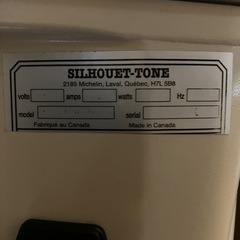 SILHOUET-TONE
2185 Michelin, Laval, Québec, H7L 5B8
volts amps watts Hz
model serial
Fabriqué au Canada Made in Canada